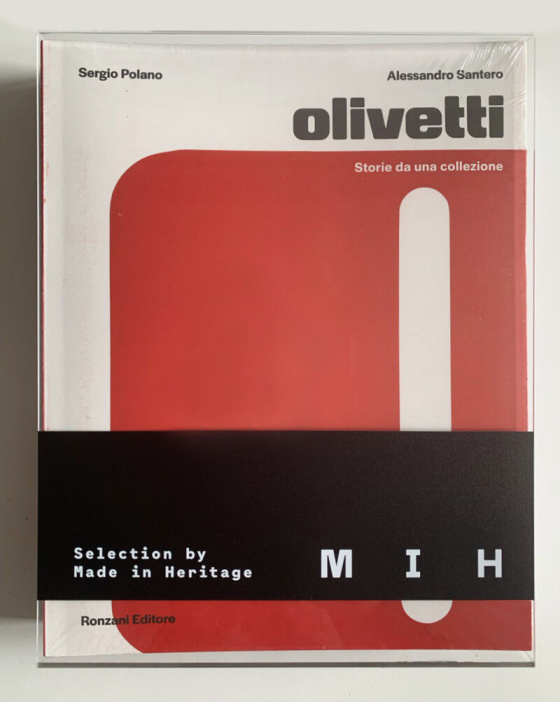 Sergio Polano
Alessandro Santero
olivetti
Storie da una collezione
Selection by
Made in Heritage
M I H
Ronzani Editore